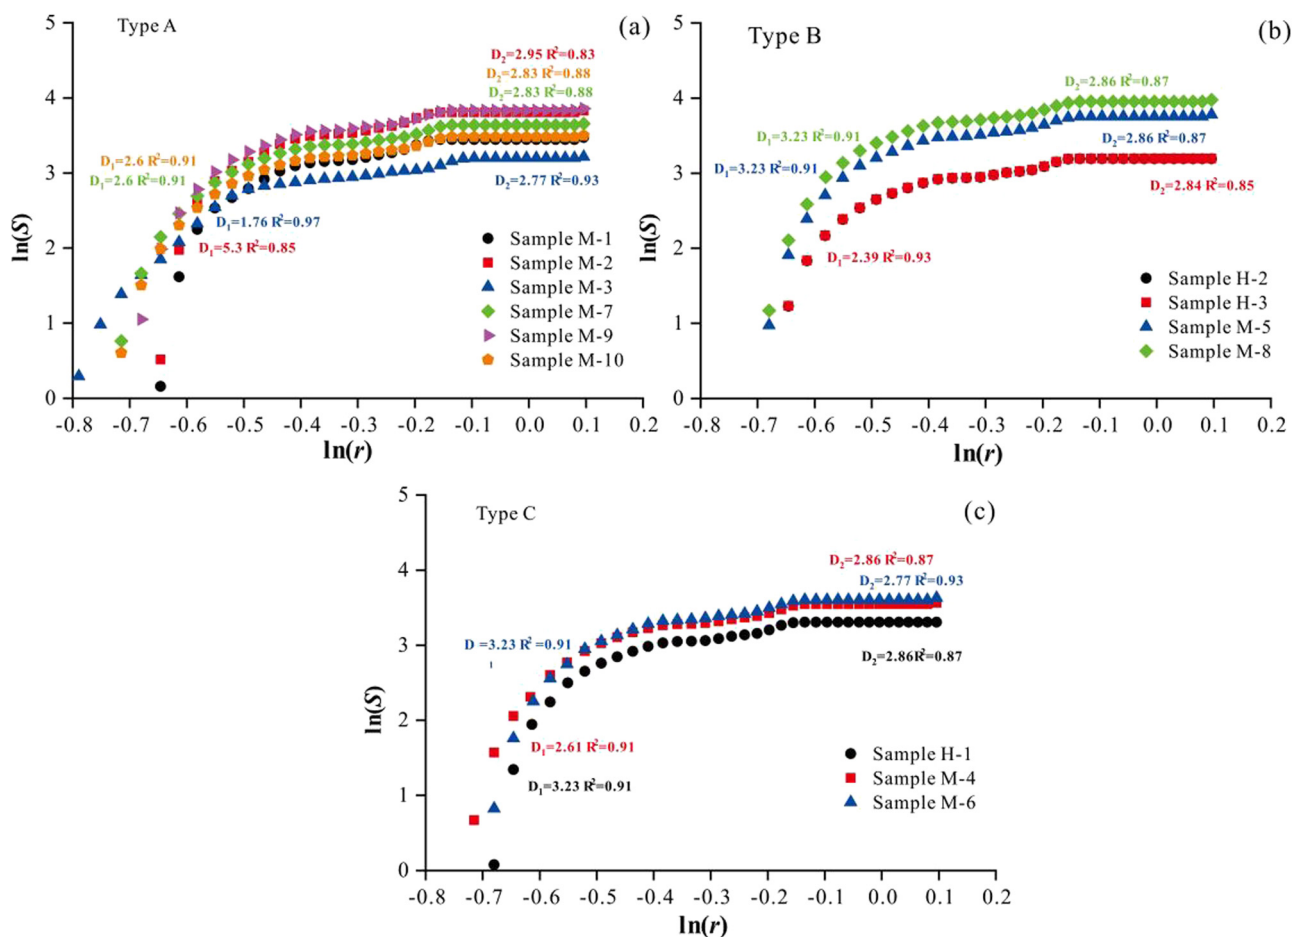 Type A
(a)
D₂=2.95 R²=0.83
D₂=2.83 R²=0.88
D₂=2.83 R²=0.88
D₁=2.6 R²=0.91
D₁=2.6 R²=0.91
D₂=2.77 R²=0.93
D₁=1.76 R²=0.97
D₁=5.3 R²=0.85
Sample M-1
Sample M-2
Sample M-3
Sample M-7
Sample M-9
Sample M-10
5
4
3
2
1
0
ln(S)
-0.8 -0.7 -0.6 -0.5 -0.4 -0.3 -0.2 -0.1 0.0 0.1 0.2
ln(r)
Type B
(b)
D₂=2.86 R²=0.87
D₁=3.23 R²=0.91
D₂=2.86 R²=0.87
D₁=3.23 R²=0.91
D₂=2.84 R²=0.85
D₁=2.39 R²=0.93
Sample H-2
Sample H-3
Sample M-5
Sample M-8
5
4
3
2
1
0
ln(S)
-0.8 -0.7 -0.6 -0.5 -0.4 -0.3 -0.2 -0.1 0.0 0.1 0.2
ln(r)
Type C
(c)
D₂=2.86 R²=0.87
D₂=2.77 R²=0.93
D =3.23 R²=0.91
D₂=2.86R²=0.87
D₁=2.61 R²=0.91
D₁=3.23 R²=0.91
Sample H-1
Sample M-4
Sample M-6
5
4
3
2
1
0
ln(S)
-0.8 -0.7 -0.6 -0.5 -0.4 -0.3 -0.2 -0.1 0.0 0.1 0.2
ln(r)